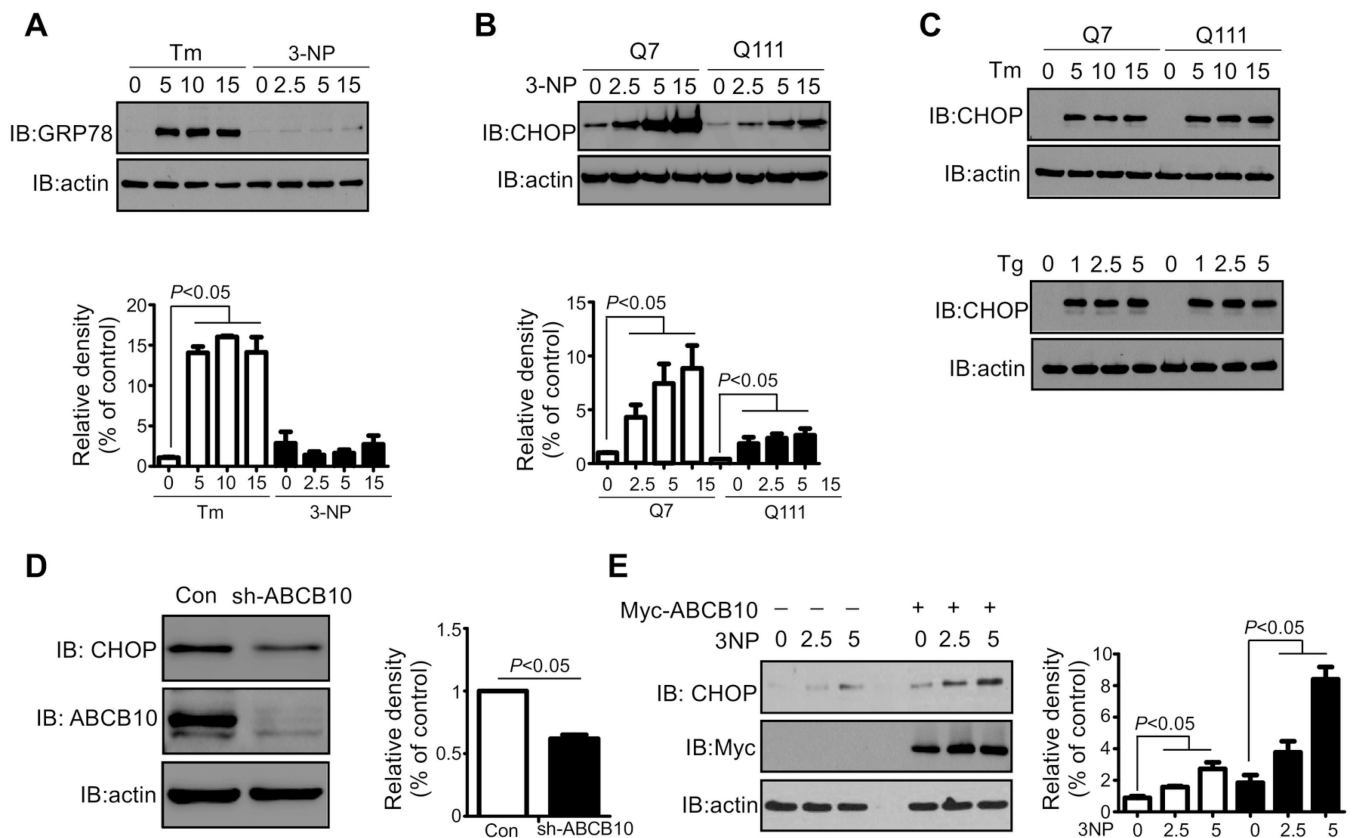 A
Tm 3-NP
0 5 10 15 0 2.5 5 15
IB:GRP78
IB:actin
Relative density
(% of control)
20
15
10
5
0
P<0.05
0 5 10 15 0 2.5 5 15
Tm 3-NP
B
Q7 Q111
3-NP 0 2.5 5 15 0 2.5 5 15
IB:CHOP
IB:actin
Relative density
(% of control)
15
10
5
0
P<0.05
P<0.05
0 2.5 5 15 0 2.5 5 15
Q7 Q111
C
Q7 Q111
Tm 0 5 10 15 0 5 10 15
IB:CHOP
IB:actin
Tg 0 1 2.5 5 0 1 2.5 5
IB:CHOP
IB:actin
D
Con sh-ABCB10
IB: CHOP
IB: ABCB10
IB:actin
Relative density
(% of control)
1.5
1
0.5
0
P<0.05
Con sh-ABCB10
E
Myc-ABCB10 – – – + + +
3NP 0 2.5 5 0 2.5 5
IB: CHOP
IB:Myc
IB:actin
Relative density
(% of control)
10
8
6
4
2
0
P<0.05
P<0.05
3NP 0 2.5 5 0 2.5 5